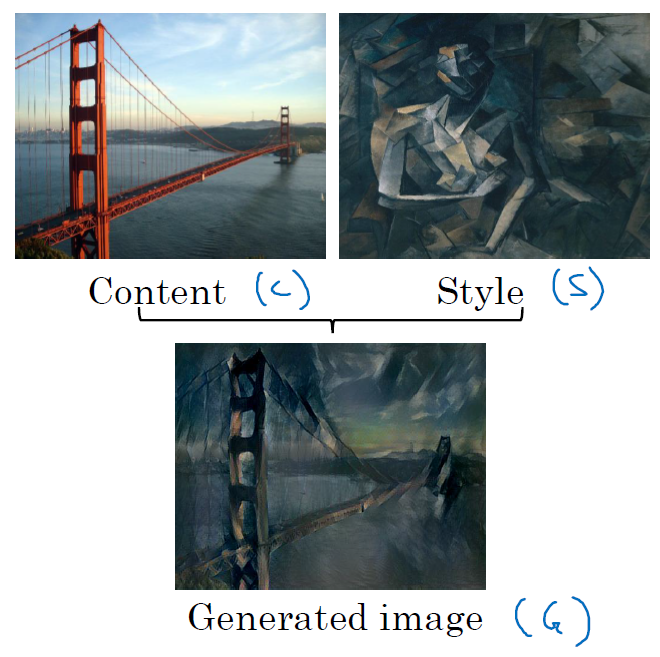 Content (C)
Style (S)
Generated image (G)